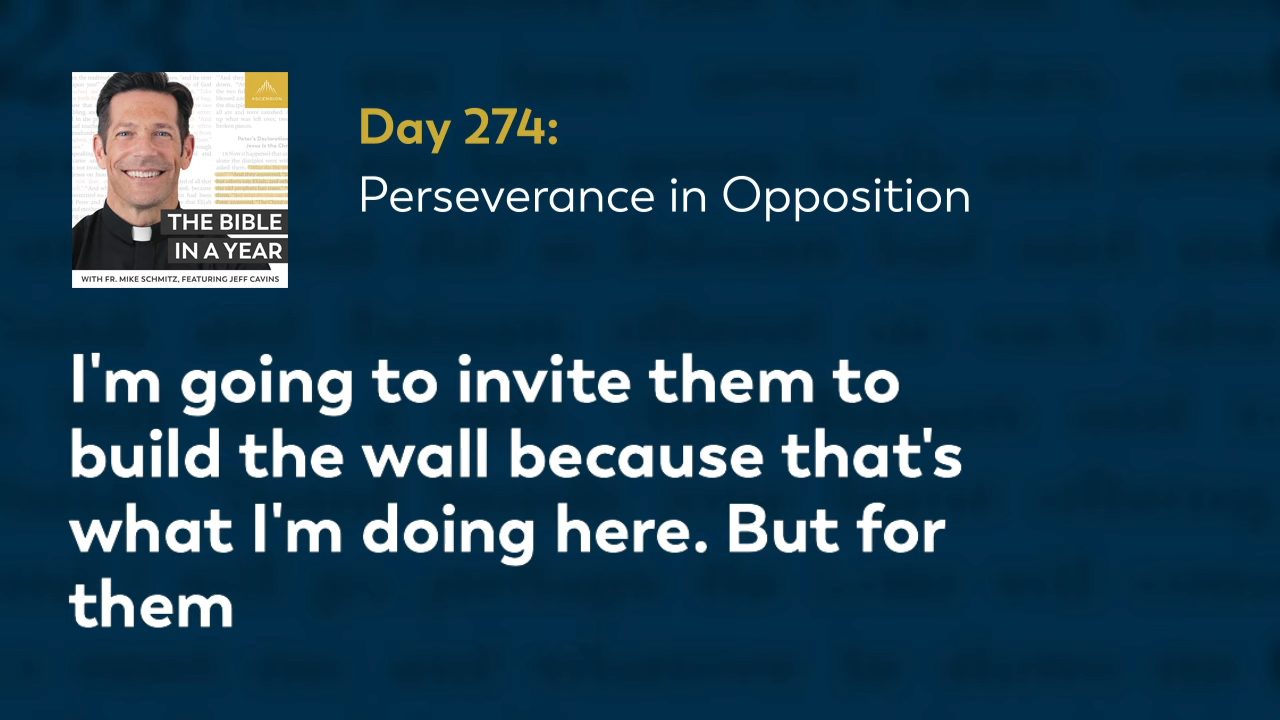 ASCENSION
THE BIBLE
IN A YEAR
WITH FR. MIKE SCHMITZ, FEATURING JEFF CAVINS
Day 274:
Perseverance in Opposition
I'm going to invite them to
build the wall because that's
what I'm doing here. But for
them